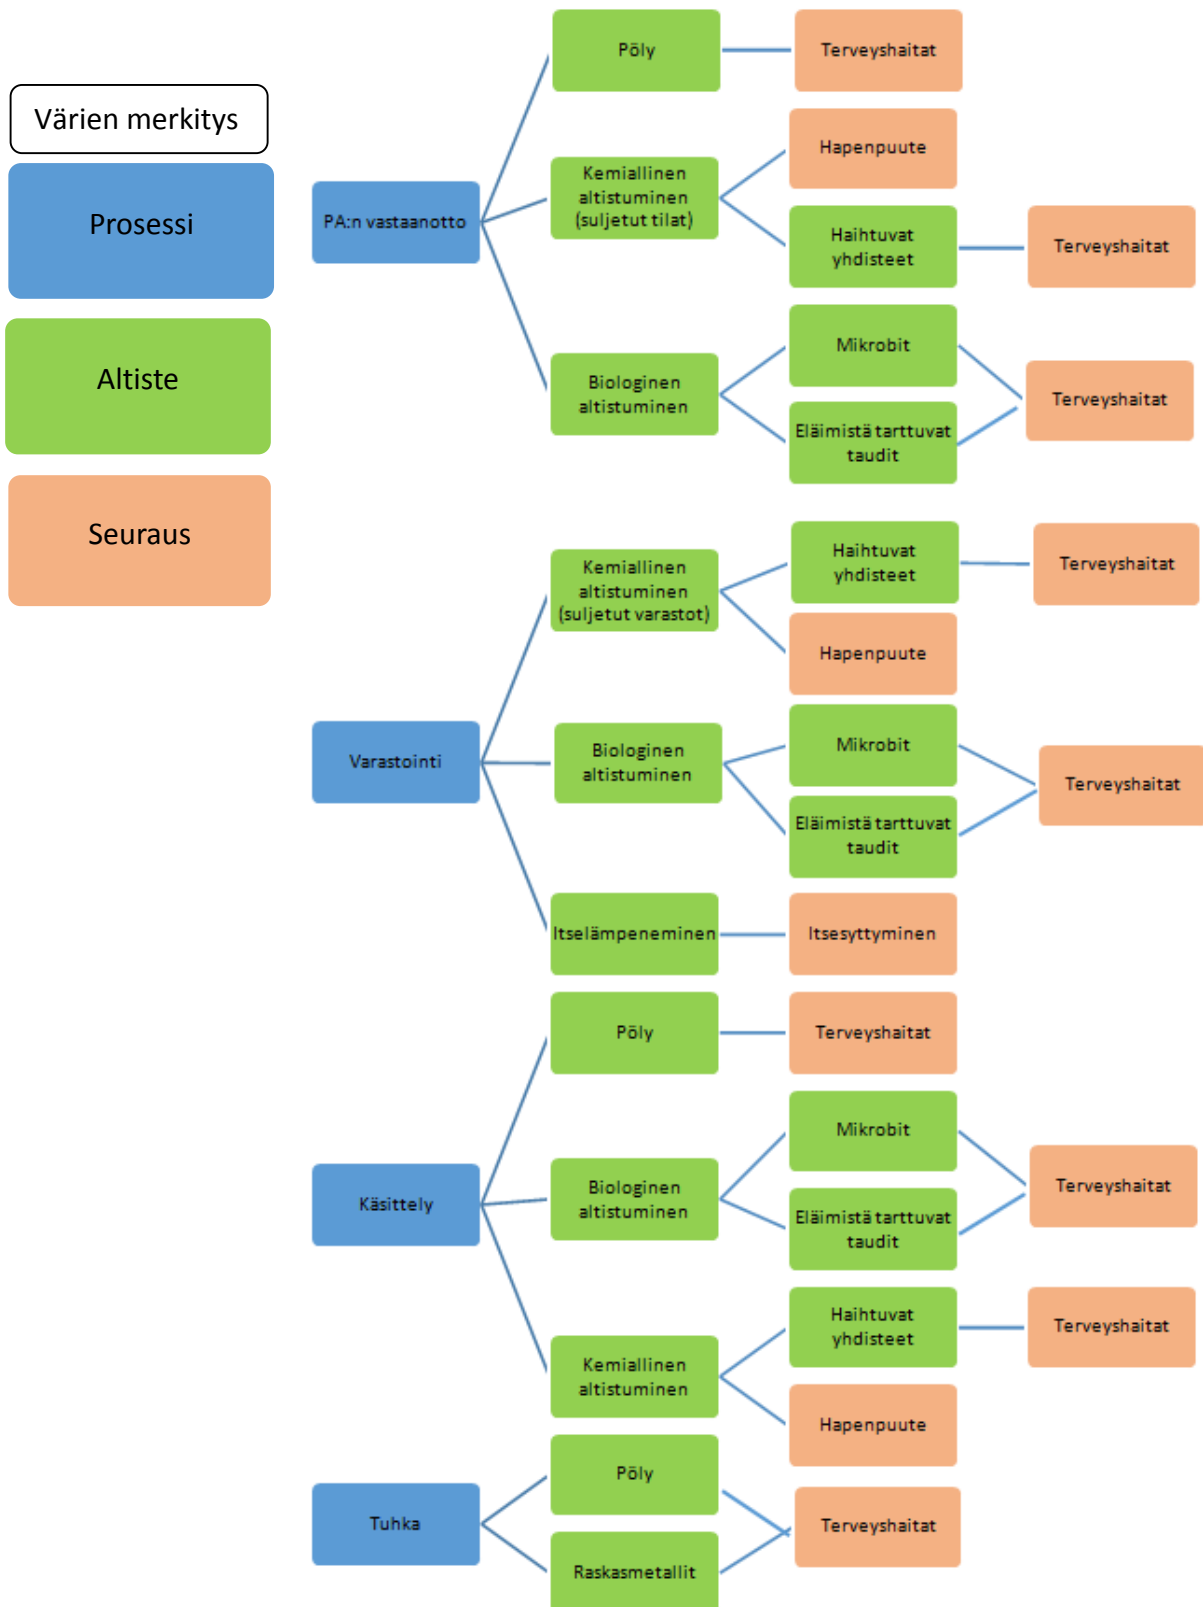 Värien merkitys
Prosessi
Altiste
Seuraus
PA:n vastaanotto
Pöly
Terveyshaitat
Kemiallinen
altistuminen
(suljetut tilat)
Hapenpuute
Haihtuvat
yhdisteet
Terveyshaitat
Biologinen
altistuminen
Mikrobit
Eläimistä tarttuvat
taudit
Terveyshaitat
Varastointi
Kemiallinen
altistuminen
(suljetut varastot)
Haihtuvat
yhdisteet
Terveyshaitat
Hapenpuute
Biologinen
altistuminen
Mikrobit
Eläimistä tarttuvat
taudit
Terveyshaitat
Itselämpeneminen
Itsesyttyminen
Käsittely
Pöly
Terveyshaitat
Biologinen
altistuminen
Mikrobit
Eläimistä tarttuvat
taudit
Terveyshaitat
Kemiallinen
altistuminen
Haihtuvat
yhdisteet
Terveyshaitat
Hapenpuute
Tuhka
Pöly
Raskasmetallit
Terveyshaitat